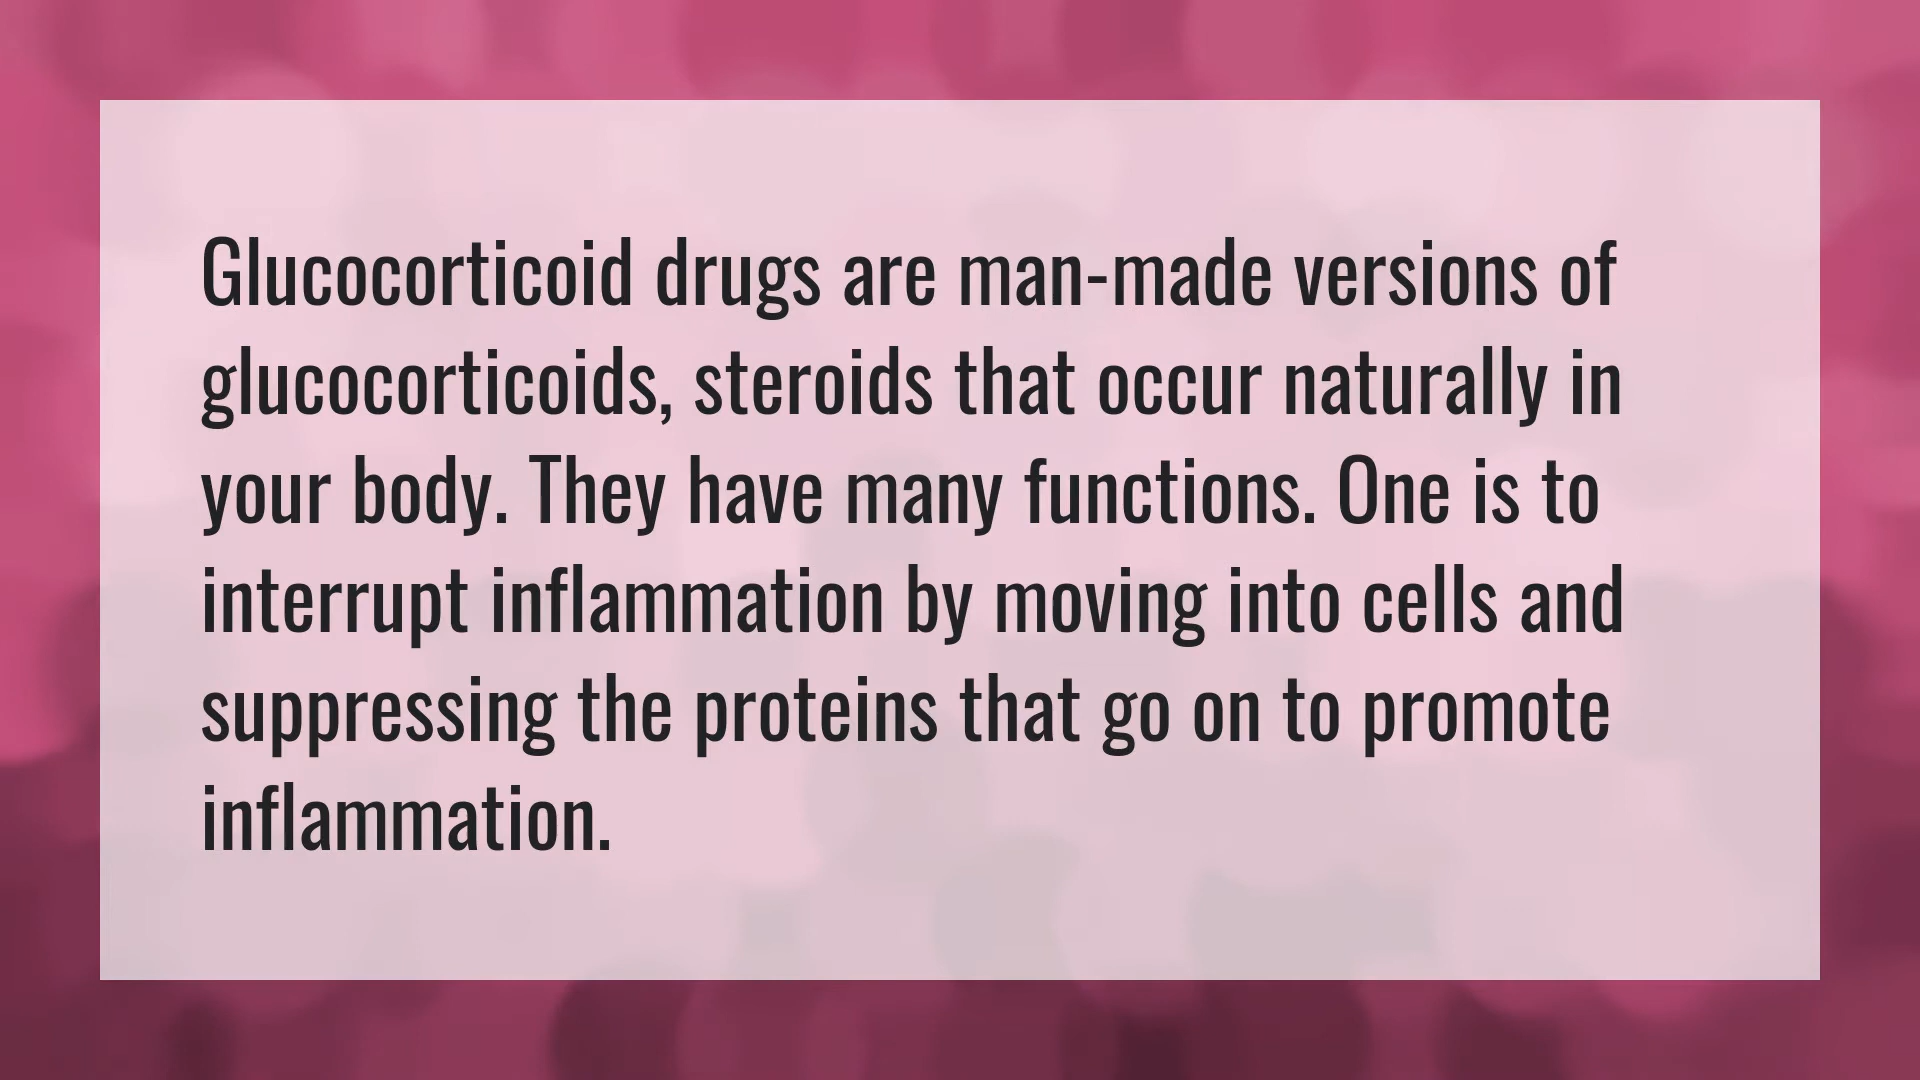 Glucocorticoid drugs are man-made versions of
glucocorticoids, steroids that occur naturally in
your body. They have many functions. One is to
interrupt inflammation by moving into cells and
suppressing the proteins that go on to promote
inflammation.